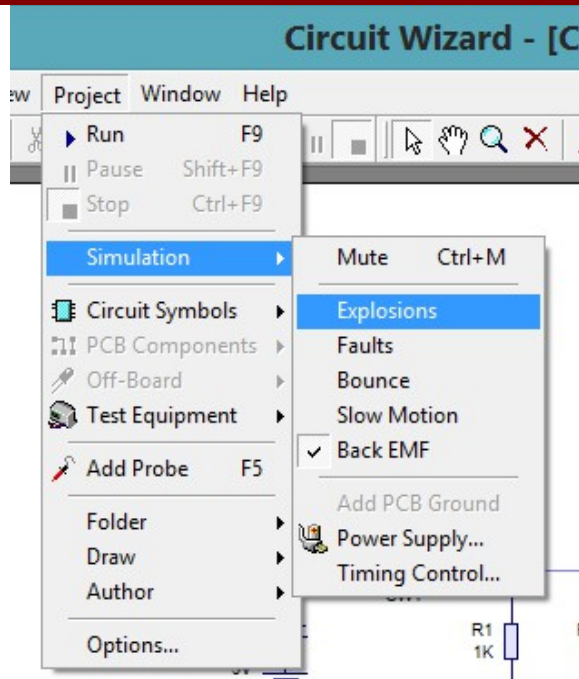 Circuit Wizard - [C
ew Project Window Help
Run F9
Pause Shift+F9
Stop Ctrl+F9
Simulation
Mute Ctrl+M
Explosions
Faults
Bounce
Slow Motion
Back EMF
Add PCB Ground
Power Supply...
Timing Control...
Circuit Symbols
PCB Components
Off-Board
Test Equipment
Add Probe F5
Folder
Draw
Author
Options...
R1
1K